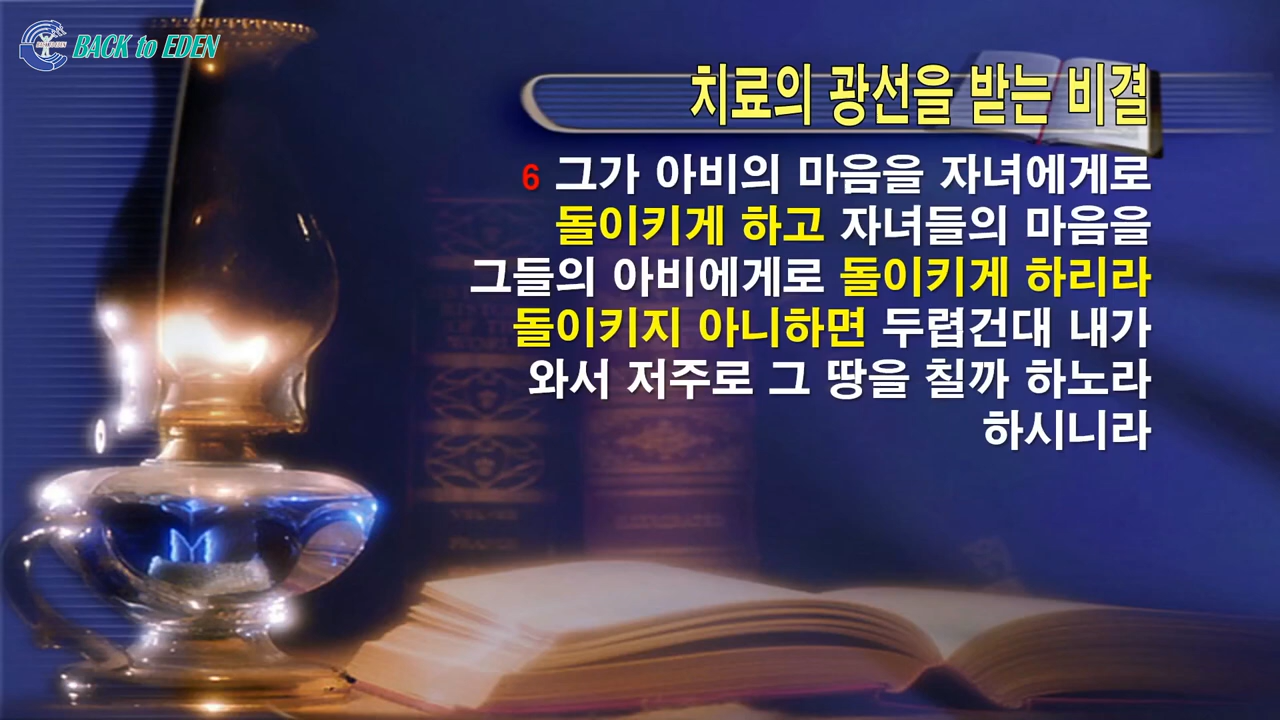 BACK to EDEN
치료의 광선을 받는 비결
6 그가 아비의 마음을 자녀에게로
돌이키게 하고 자녀들의 마음을
그들의 아비에게로 돌이키게 하리라
돌이키지 아니하면 두렵건대 내가
와서 저주로 그 땅을 칠까 하노라
하시니라